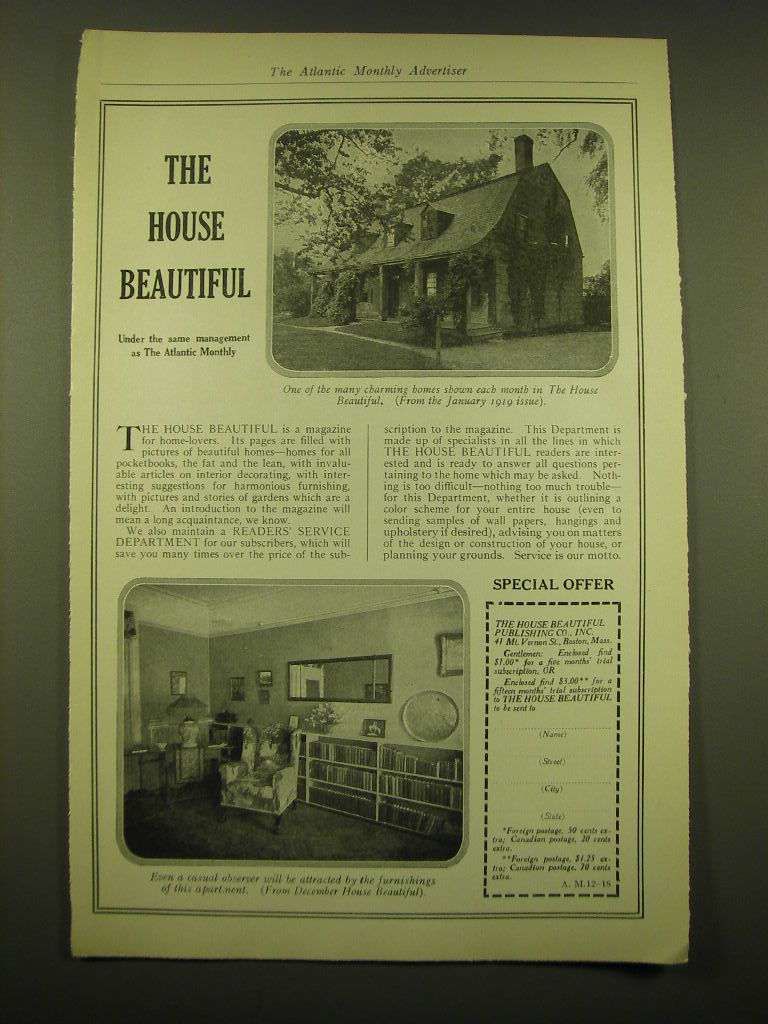 The Atlantic Monthly Advertiser
THE
HOUSE
BEAUTIFUL
Under the same management
as The Atlantic Monthly
One of the many charming homes shown each month in The House
Beautiful. (From the January 1919 issue).
THE HOUSE BEAUTIFUL is a magazine
for home-lovers. Its pages are filled with
pictures of beautiful homes—homes for all
pocketbooks, the fat and the lean, with invalu-
able articles on interior decorating, with inter-
esting suggestions for harmonious furnishing,
with pictures and stories of gardens which are a
delight. An introduction to the magazine will
mean a long acquaintance, we know.
We also maintain a READERS' SERVICE
DEPARTMENT for our subscribers, which will
save you many times over the price of the sub-
scription to the magazine. This Department is
made up of specialists in all the lines in which
THE HOUSE BEAUTIFUL readers are inter-
ested and is ready to answer all questions per-
taining to the home which may be asked. Noth-
ing is too difficult—nothing too much trouble—
for this Department, whether it is outlining a
color scheme for your entire house (even to
sending samples of wall papers, hangings and
upholstery if desired), advising you on matters
of the design or construction of your house, or
planning your grounds. Service is our motto.
Even a casual observer will be attracted by the furnishings
of this apartment. (From December House Beautiful).
SPECIAL OFFER
THE HOUSE BEAUTIFUL
PUBLISHING CO., INC.
41 Mt. Vernon St., Boston, Mass.
Gentlemen: Enclosed find
$1.00* for a five months' trial
subscription, OR
Enclosed find $3.00** for a
fifteen months' trial subscription
to THE HOUSE BEAUTIFUL
to be sent to
(Name)
(Street)
(City)
(State)
*Foreign postage, 50 cents ex-
tra; Canadian postage, 20 cents
extra.
**Foreign postage, $1.25 ex-
tra; Canadian postage, 70 cents
extra.
A. M. 12-18